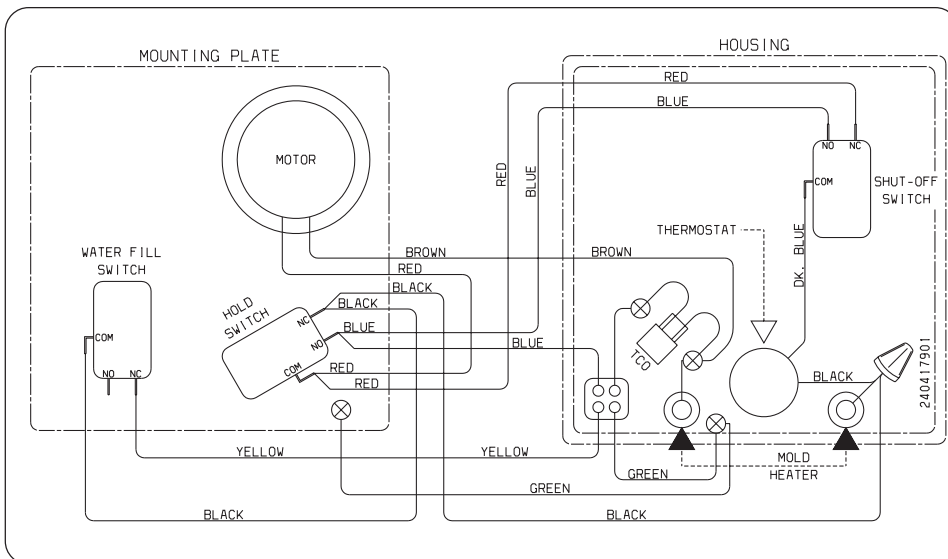 MOUNTING PLATE
HOUSING
RED
BLUE
MOTOR
RED
BLUE
NO
NC
COM
SHUT-OFF
SWITCH
THERMOSTAT
DK. BLUE
WATER FILL
SWITCH
BROWN
BROWN
RED
BLACK
BLACK
HOLD
SWITCH
NC
NO
COM
BLUE
BLUE
COM
NO
NC
RED
RED
TCO
BLACK
240417901
YELLOW
YELLOW
GREEN
MOLD
HEATER
GREEN
BLACK
BLACK